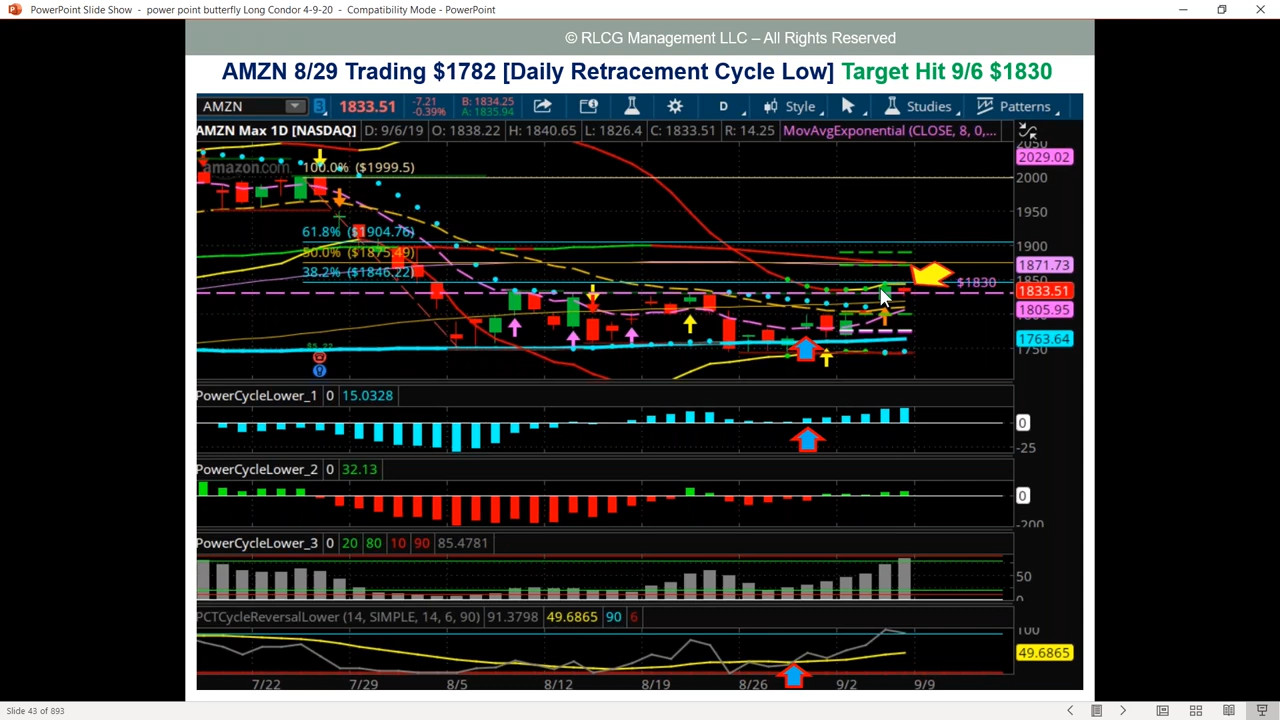 PowerPoint Slide Show - power point butterfly Long Condor 4-9-20 - Compatibility Mode - PowerPoint
© RLCG Management LLC – All Rights Reserved
AMZN 8/29 Trading $1782 [Daily Retracement Cycle Low] Target Hit 9/6 $1830
AMZN 3 1833.51 -7.21 -0.39% B: 1834.25 A: 1835.94 D Style Studies Patterns
AMZN Max 1D [NASDAQ] D: 9/6/19 O: 1838.22 H: 1840.65 L: 1826.4 C: 1833.51 R: 14.25 MovAvgExponential (CLOSE, 8, 0,...
2050
2029.02
amazon.com 100.0% ($1999.5)
2000
1950
61.8% ($1904.76)
1900
50.0% ($1875.49)
1871.73
38.2% ($1846.22)
1850
$1830
1833.51
1805.95
1800
1763.64
1750
PowerCycleLower_1 0 15.0328
0
-25
PowerCycleLower_2 0 32.13
0
-200
PowerCycleLower_3 0 20 80 10 90 85.4781
50
0
PCTCycleReversalLower (14, SIMPLE, 14, 6, 90) 91.3798 49.6865 90 6
100
49.6865
7/22 7/29 8/5 8/12 8/19 8/26 9/2 9/9
Slide 43 of 893